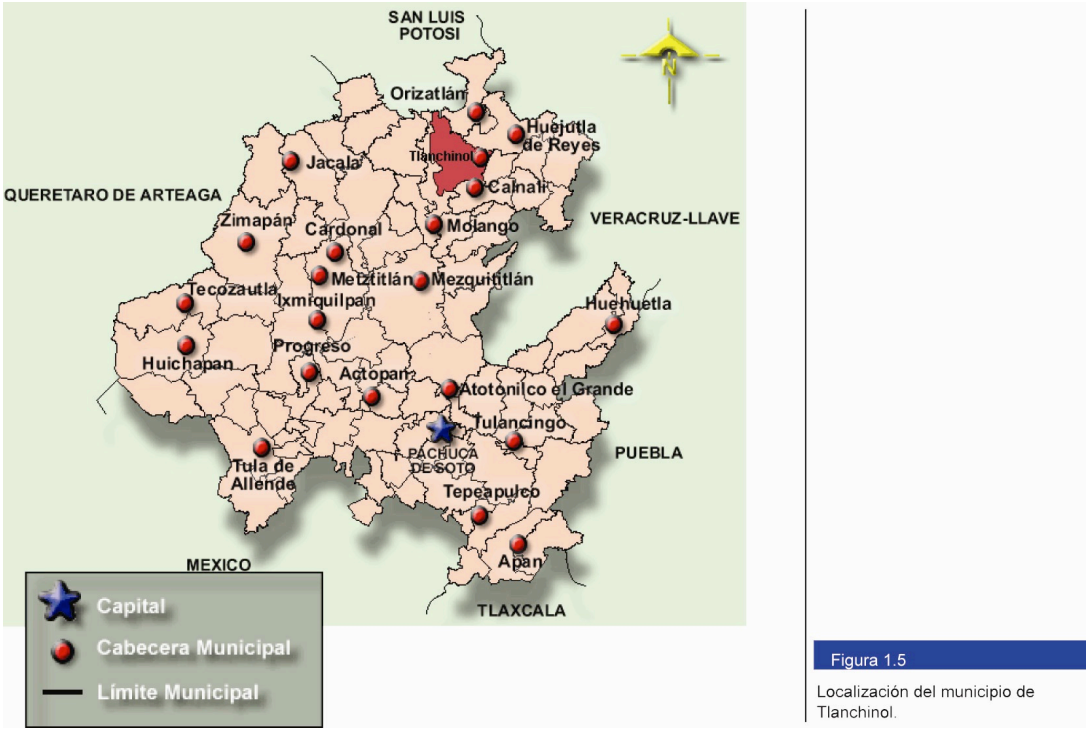 SAN LUIS
POTOSI
N
Orizatlán
Huejutla
de Reyes
Tlanchinol
Jacala
Calnali
QUERETARO DE ARTEAGA
VERACRUZ-LLAVE
Zimapán
Cardonal
Molango
Metztitlán
Mezquititlán
Tecozautla
Ixmiquilpan
Huehuetla
Progreso
Huichapan
Actopan
Atotonilco el Grande
Tulancingo
PACHUCA
DE SOTO
PUEBLA
Tula de
Allende
Tepeapulco
Apan
MEXICO
TLAXCALA
Capital
Cabecera Municipal
Límite Municipal
Figura 1.5
Localización del municipio de
Tlanchinol.